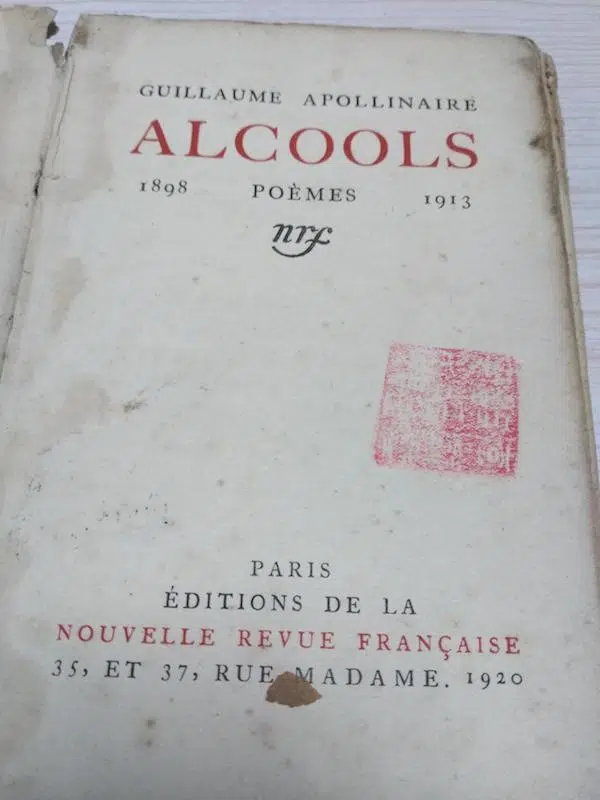 GUILLAUME APOLLINAIRE
ALCOOLS
1898 POÈMES 1913
nrf
PARIS
ÉDITIONS DE LA
NOUVELLE REVUE FRANÇAISE
35, ET 37, RUE MADAME. 1920